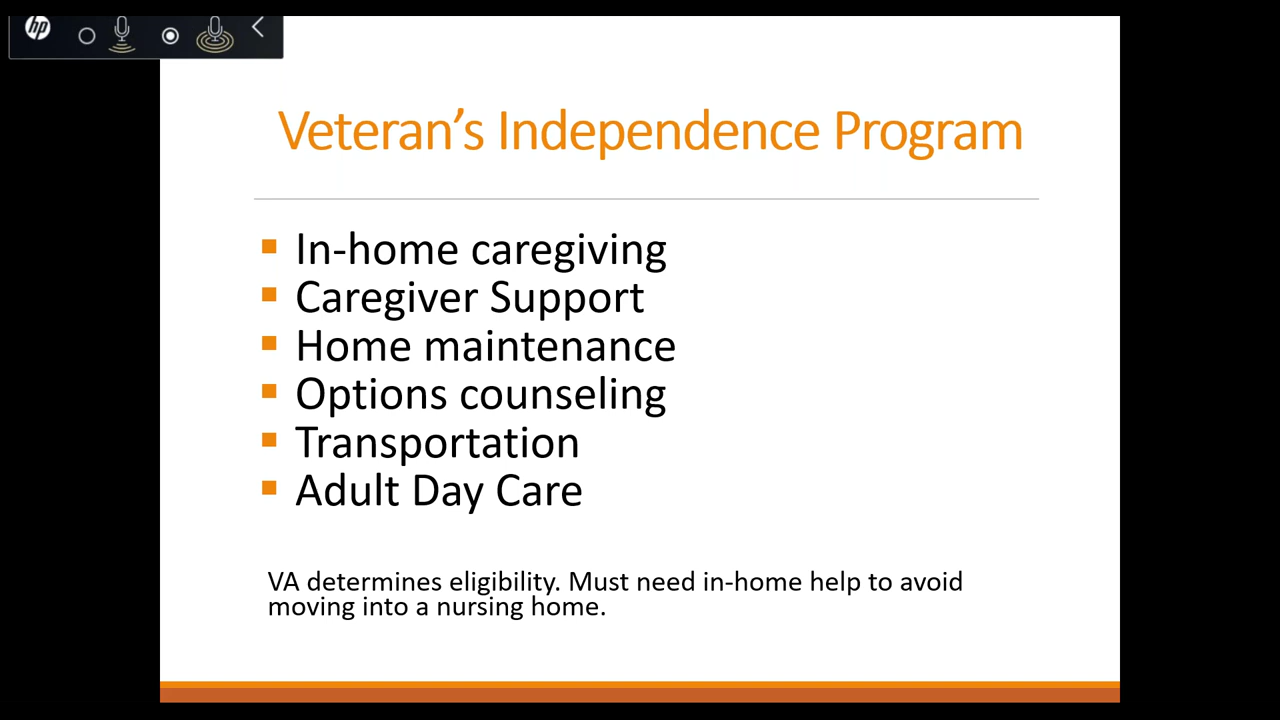 hp
Veteran’s Independence Program
In-home caregiving
Caregiver Support
Home maintenance
Options counseling
Transportation
Adult Day Care
VA determines eligibility. Must need in-home help to avoid
moving into a nursing home.